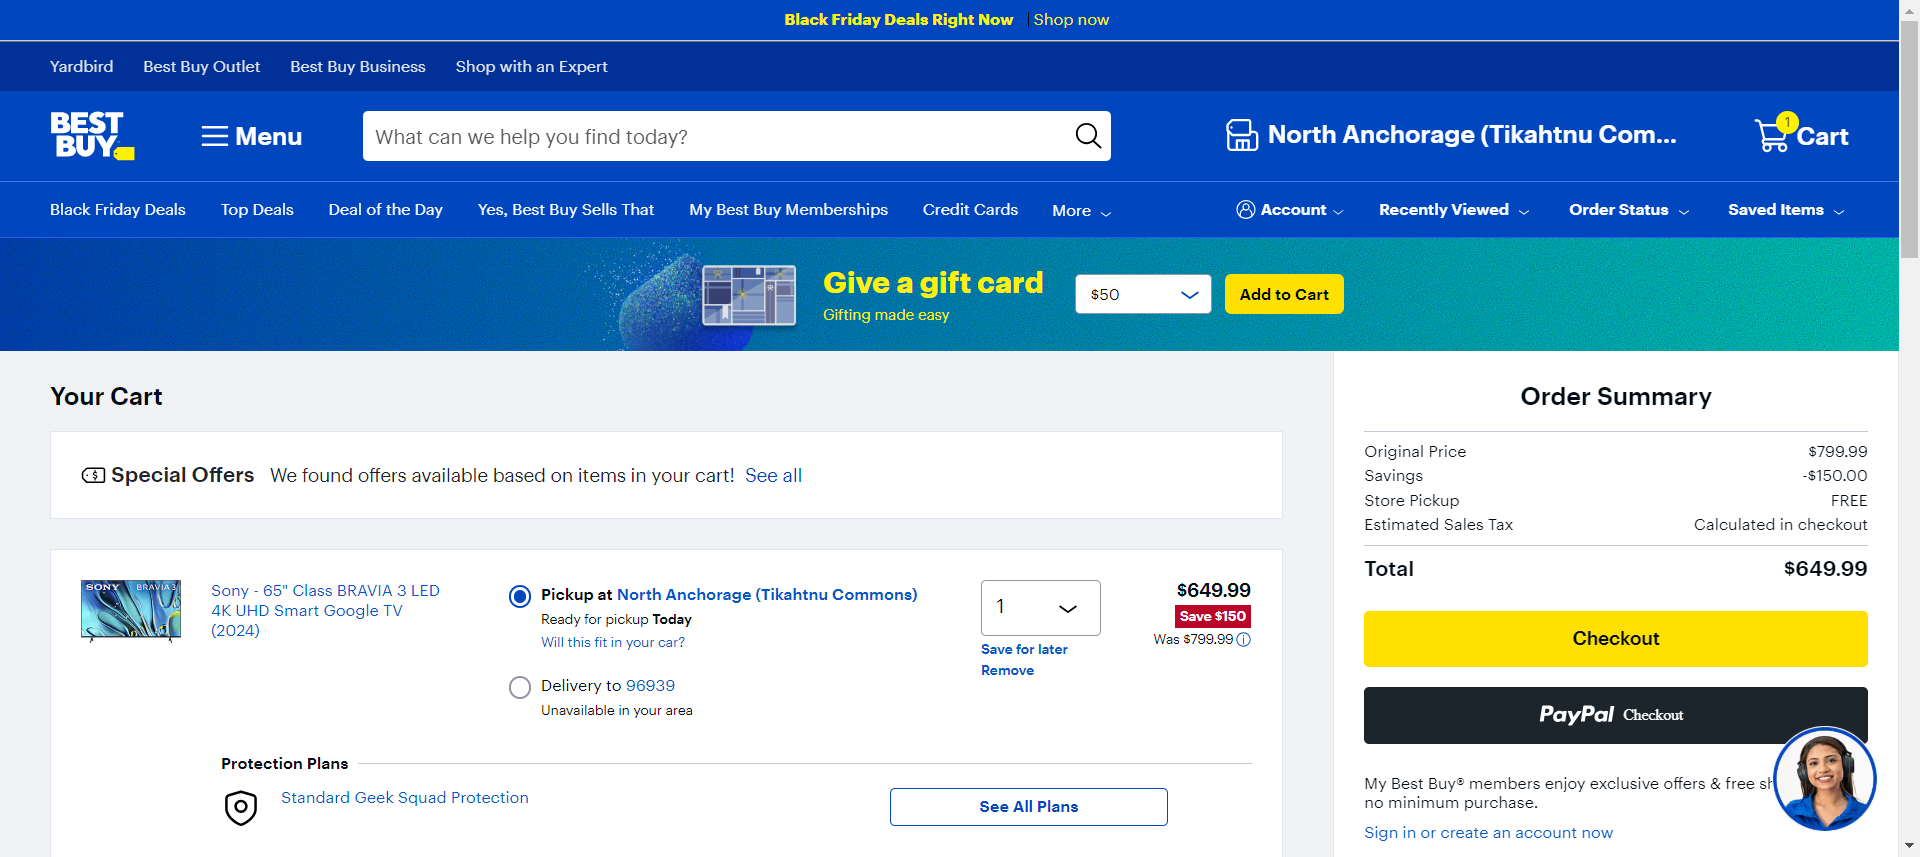 Black Friday Deals Right Now | Shop now
Yardbird Best Buy Outlet Best Buy Business Shop with an Expert
BEST BUY
Menu
What can we help you find today?
North Anchorage (Tikahtnu Com...
1
Cart
Black Friday Deals Top Deals Deal of the Day Yes, Best Buy Sells That My Best Buy Memberships Credit Cards More Account Recently Viewed Order Status Saved Items
Give a gift card
Gifting made easy
$50
Add to Cart
Your Cart
Special Offers We found offers available based on items in your cart! See all
SONY BRAVIA 3
Sony - 65" Class BRAVIA 3 LED
4K UHD Smart Google TV
(2024)
Pickup at North Anchorage (Tikahtnu Commons)
Ready for pickup Today
Will this fit in your car?
Delivery to 96939
Unavailable in your area
1
Save for later
Remove
$649.99
Save $150
Was $799.99
Protection Plans
Standard Geek Squad Protection
See All Plans
Order Summary
Original Price $799.99
Savings -$150.00
Store Pickup FREE
Estimated Sales Tax Calculated in checkout
Total $649.99
Checkout
PayPal Checkout
My Best Buy® members enjoy exclusive offers & free
no minimum purchase.
Sign in or create an account now